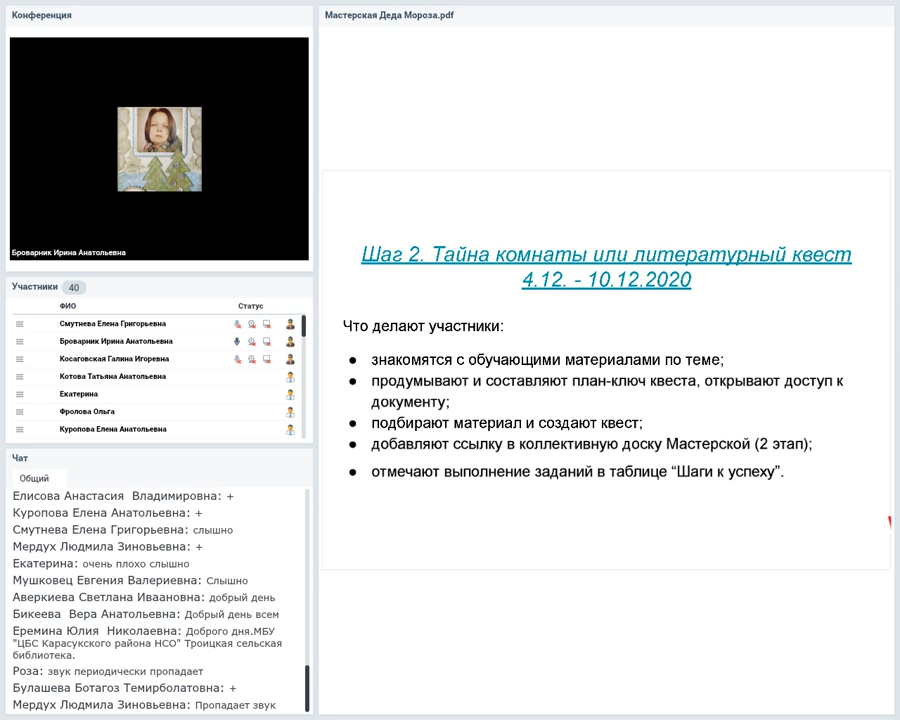 Конференция
Броварник Ирина Анатольевна
Участники 40
ФИО Статус
Смутнева Елена Григорьевна
Броварник Ирина Анатольевна
Косаговская Галина Игоревна
Котова Татьяна Анатольевна
Екатерина
Фролова Ольга
Куропова Елена Анатольевна
Чат
Общий
Елисова Анастасия Владимировна: +
Куропова Елена Анатольевна: +
Смутнева Елена Григорьевна: слышно
Мердух Людмила Зиновьевна: +
Екатерина: очень плохо слышно
Мушковец Евгения Валериевна: Слышно
Аверкиева Светлана Иваановна: добрый день
Бикеева Вера Анатольевна: Добрый день всем
Еремина Юлия Николаевна: Доброго дня.МБУ
"ЦБС Карасукского района НСО" Троицкая сельская
библиотека.
Роза: звук периодически пропадает
Булашева Ботагоз Темирболатовна: +
Мердух Людмила Зиновьевна: Пропадает звук
Мастерская Деда Мороза.pdf
Шаг 2. Тайна комнаты или литературный квест
4.12. - 10.12.2020
Что делают участники:
● знакомятся с обучающими материалами по теме;
● продумывают и составляют план-ключ квеста, открывают доступ к
документу;
● подбирают материал и создают квест;
● добавляют ссылку в коллективную доску Мастерской (2 этап);
● отмечают выполнение заданий в таблице “Шаги к успеху”.